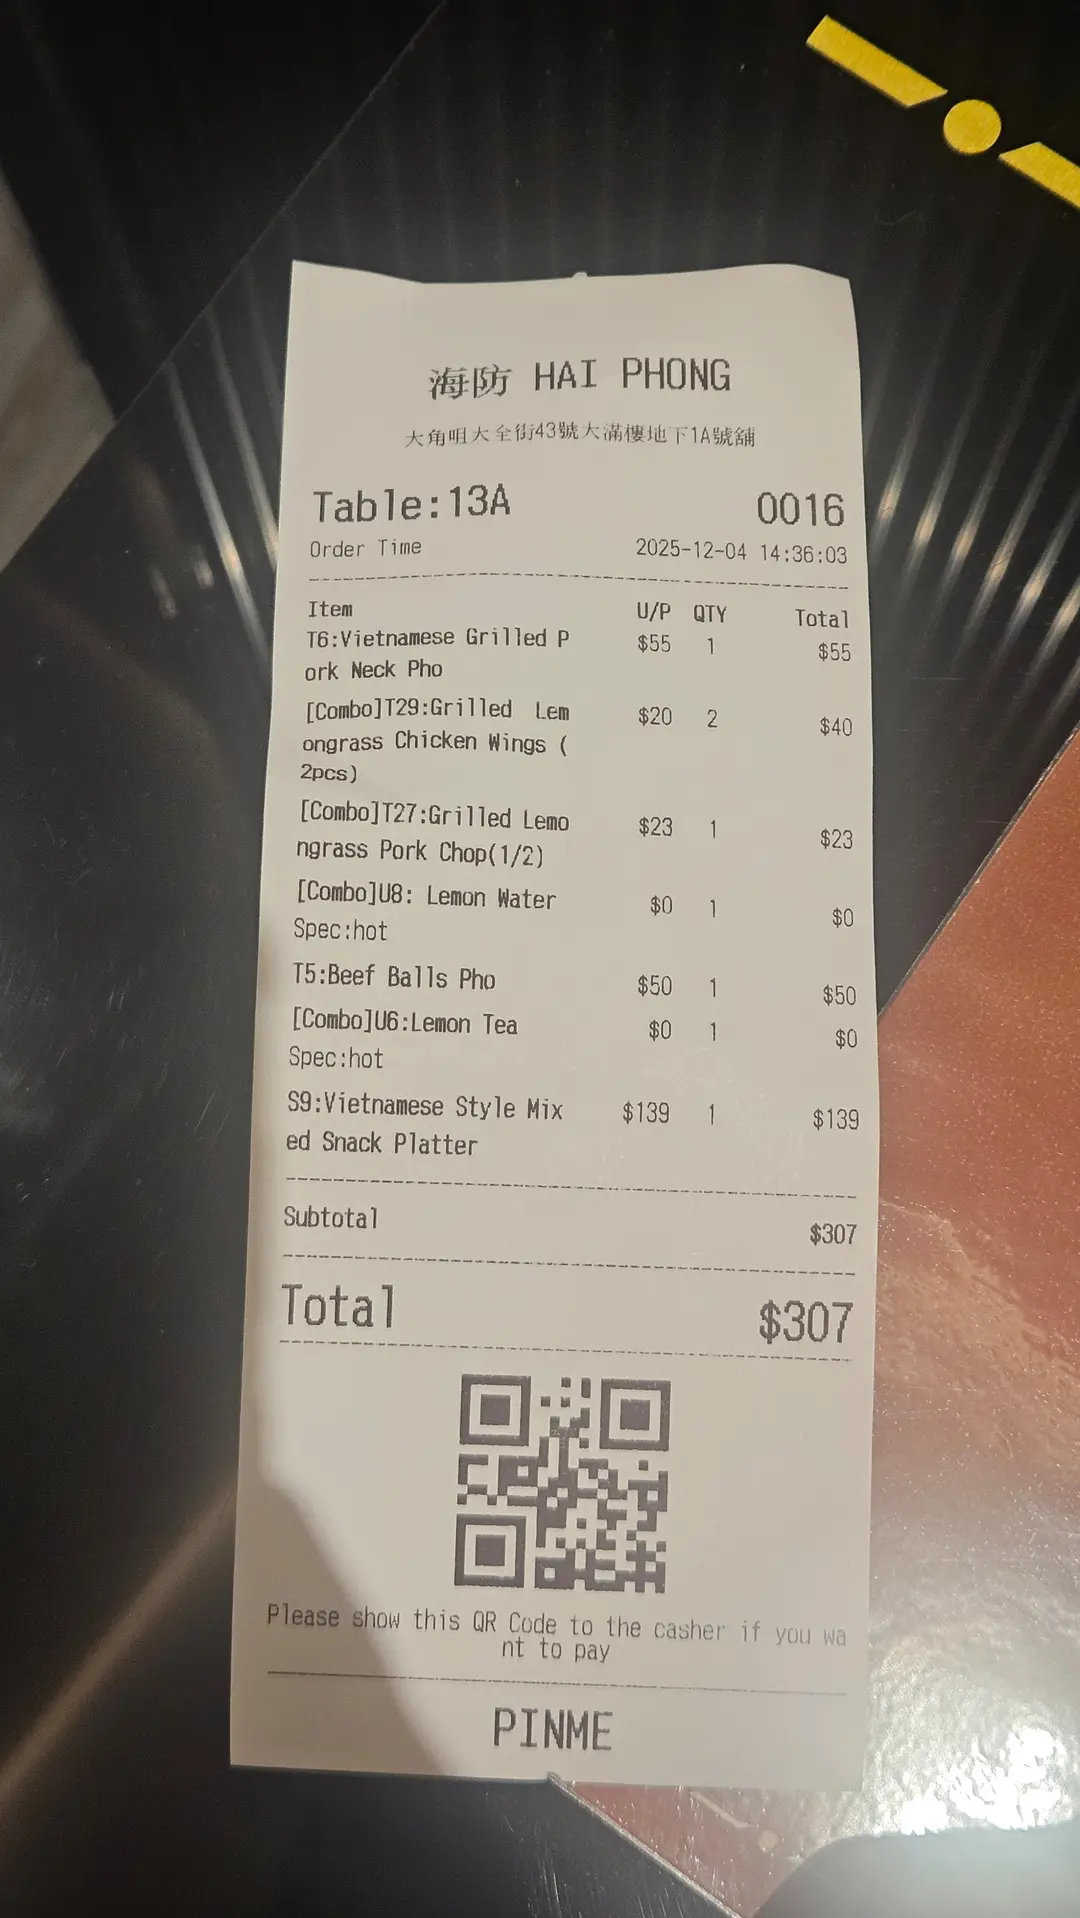 海防 HAI PHONG
大角咀大全街43號大滿樓地下1A號舖
Table:13A 0016
Order Time 2025-12-04 14:36:03
Item U/P QTY Total
T6:Vietnamese Grilled P $55 1 $55
ork Neck Pho
[Combo]T29:Grilled  Lem $20 2 $40
ongrass Chicken Wings (
2pcs)
[Combo]T27:Grilled Lemo $23 1 $23
ngrass Pork Chop(1/2)
[Combo]U8: Lemon Water $0 1 $0
Spec:hot
T5:Beef Balls Pho $50 1 $50
[Combo]U6:Lemon Tea $0 1 $0
Spec:hot
S9:Vietnamese Style Mix $139 1 $139
ed Snack Platter
Subtotal $307
Total $307
Please show this QR Code to the casher if you wa
nt to pay
PINME